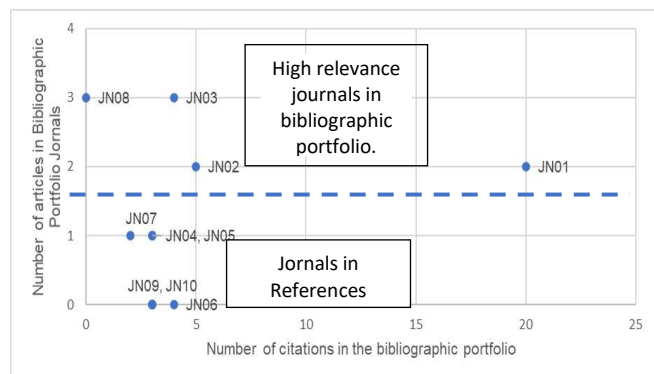 4
3
2
1
0
Number of articles in Bibliographic
Portfolio Jornals
JN08
JN03
High relevance
journals in
bibliographic
portfolio.
JN02
JN01
JN07
JN04, JN05
Jornals in
References
JN09, JN10
JN06
0
5
10
15
20
25
Number of citations in the bibliographic portfolio